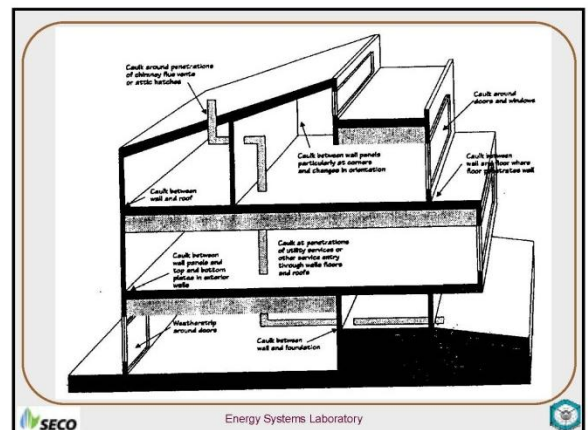 Caulk around penetrations
of chimney flue vents
or attic hatches
Caulk around
doors and windows
Caulk between wall panels
particularly at corners
and changes in orientation
Caulk between
wall and floor where
floor penetrates wall
Caulk between
wall and roof
Caulk between
wall panels and
top and bottom
plates in exterior
walls
Caulk at penetrations
of utility services or
other service entry
through walls floors
and roofs
Weatherstrip
around doors
Caulk between
wall and foundation
SECO
Energy Systems Laboratory